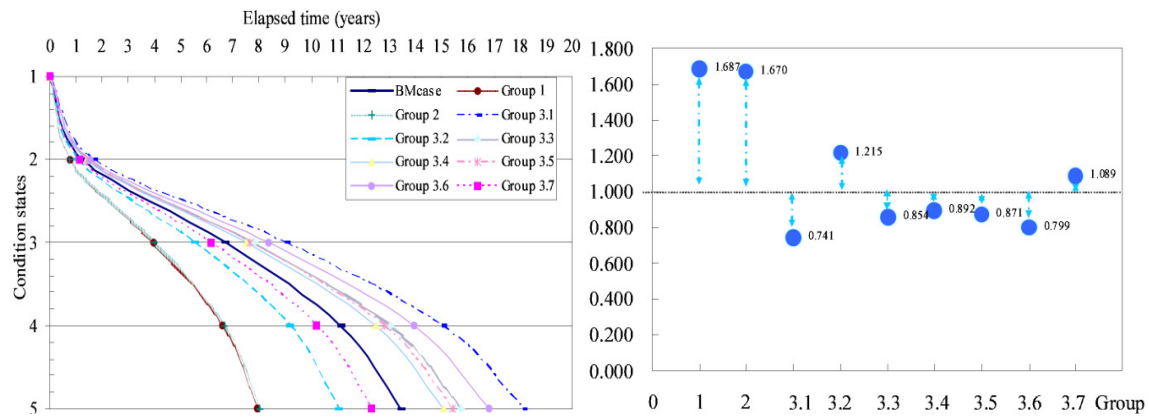 Elapsed time (years)
0 1 2 3 4 5 6 7 8 9 10 11 12 13 14 15 16 17 18 19 20
Condition states
1
2
3
4
5
BMcase
Group 1
Group 2
Group 3.1
Group 3.2
Group 3.3
Group 3.4
Group 3.5
Group 3.6
Group 3.7
1.800
1.600
1.400
1.200
1.000
0.800
0.600
0.400
0.200
0.000
1.687
1.670
0.741
1.215
0.854
0.892
0.871
0.799
1.089
0 1 2 3.1 3.2 3.3 3.4 3.5 3.6 3.7 Group